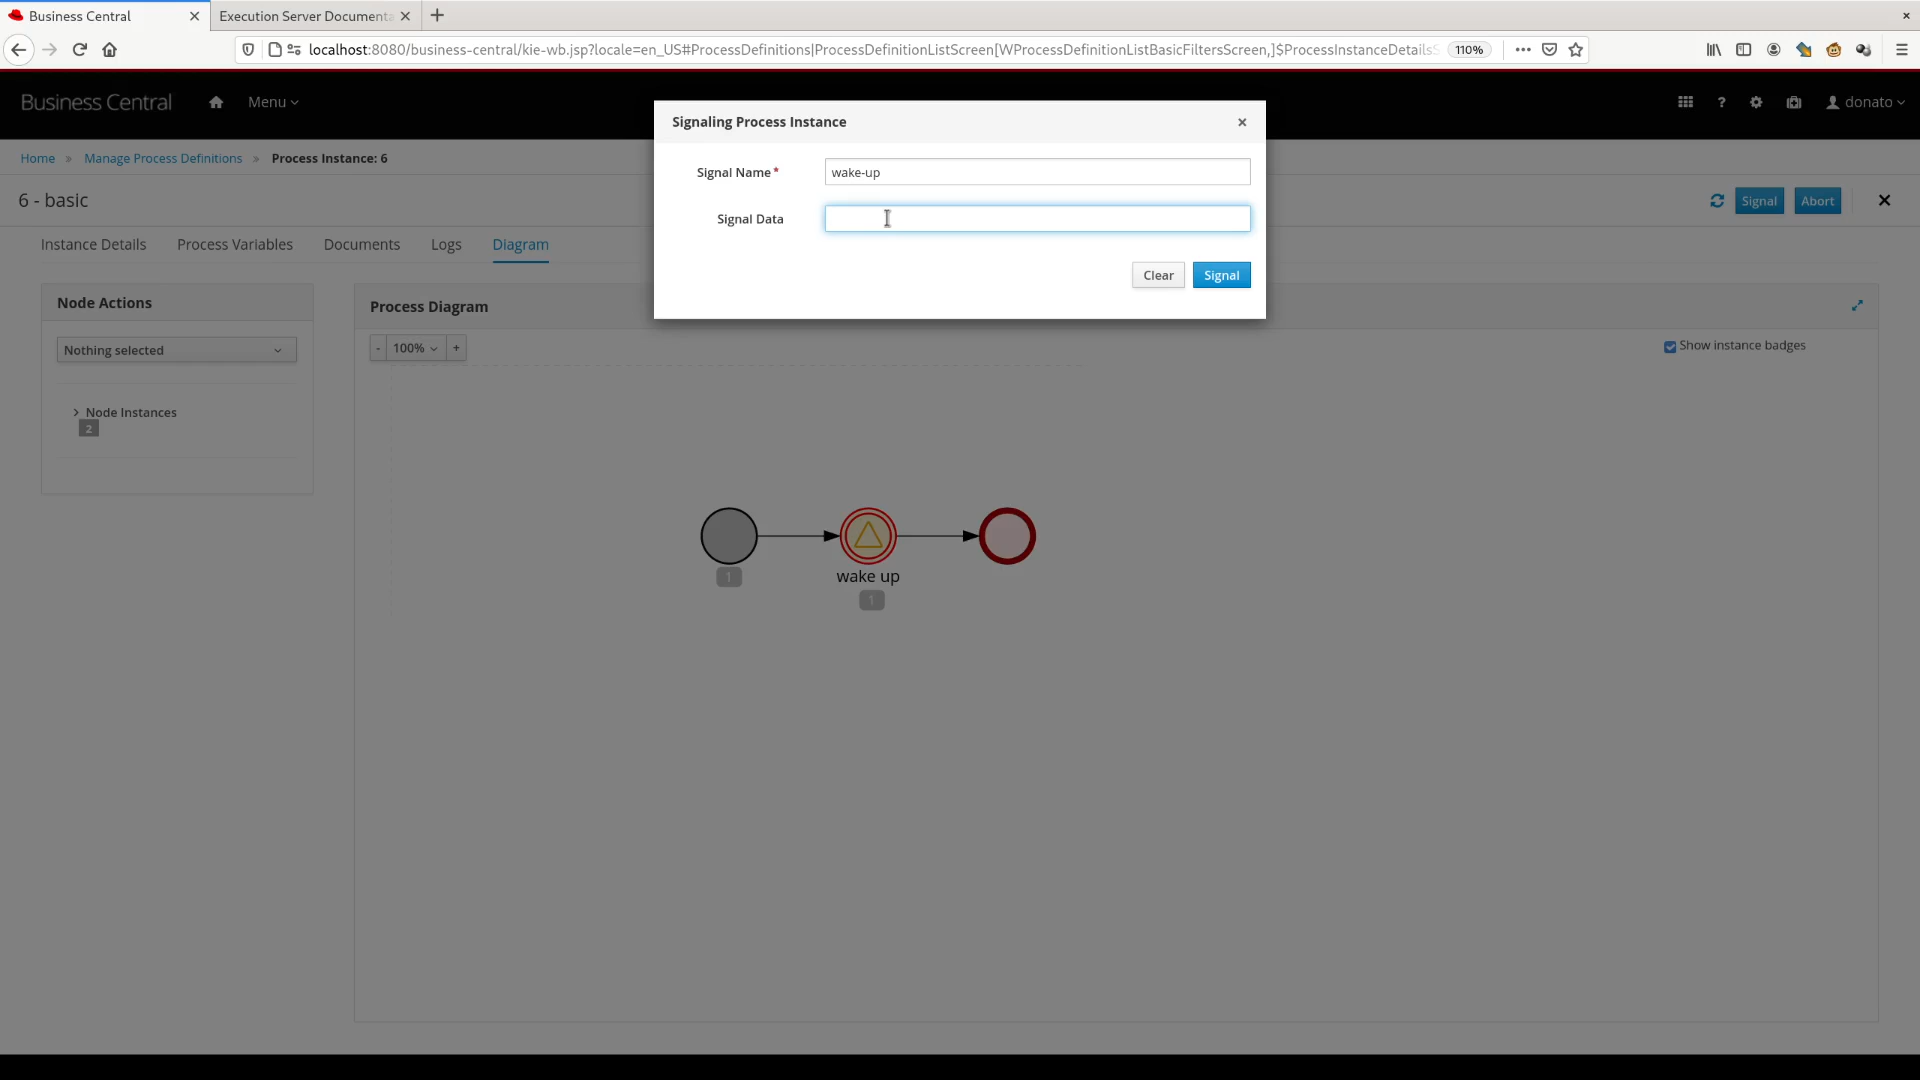 Business Central
Execution Server Documenta
localhost:8080/business-central/kie-wb.jsp?locale=en_US#ProcessDefinitions|ProcessDefinitionListScreen[WProcessDefinitionListBasicFiltersScreen,]$ProcessInstanceDetailsS
110%
Business Central
Menu
donato
Signaling Process Instance
Signal Name*
wake-up
Signal Data
Clear
Signal
Home » Manage Process Definitions » Process Instance: 6
6 - basic
Signal
Abort
Instance Details
Process Variables
Documents
Logs
Diagram
Node Actions
Nothing selected
Node Instances
2
Process Diagram
- 100% +
Show instance badges
wake up
1
1